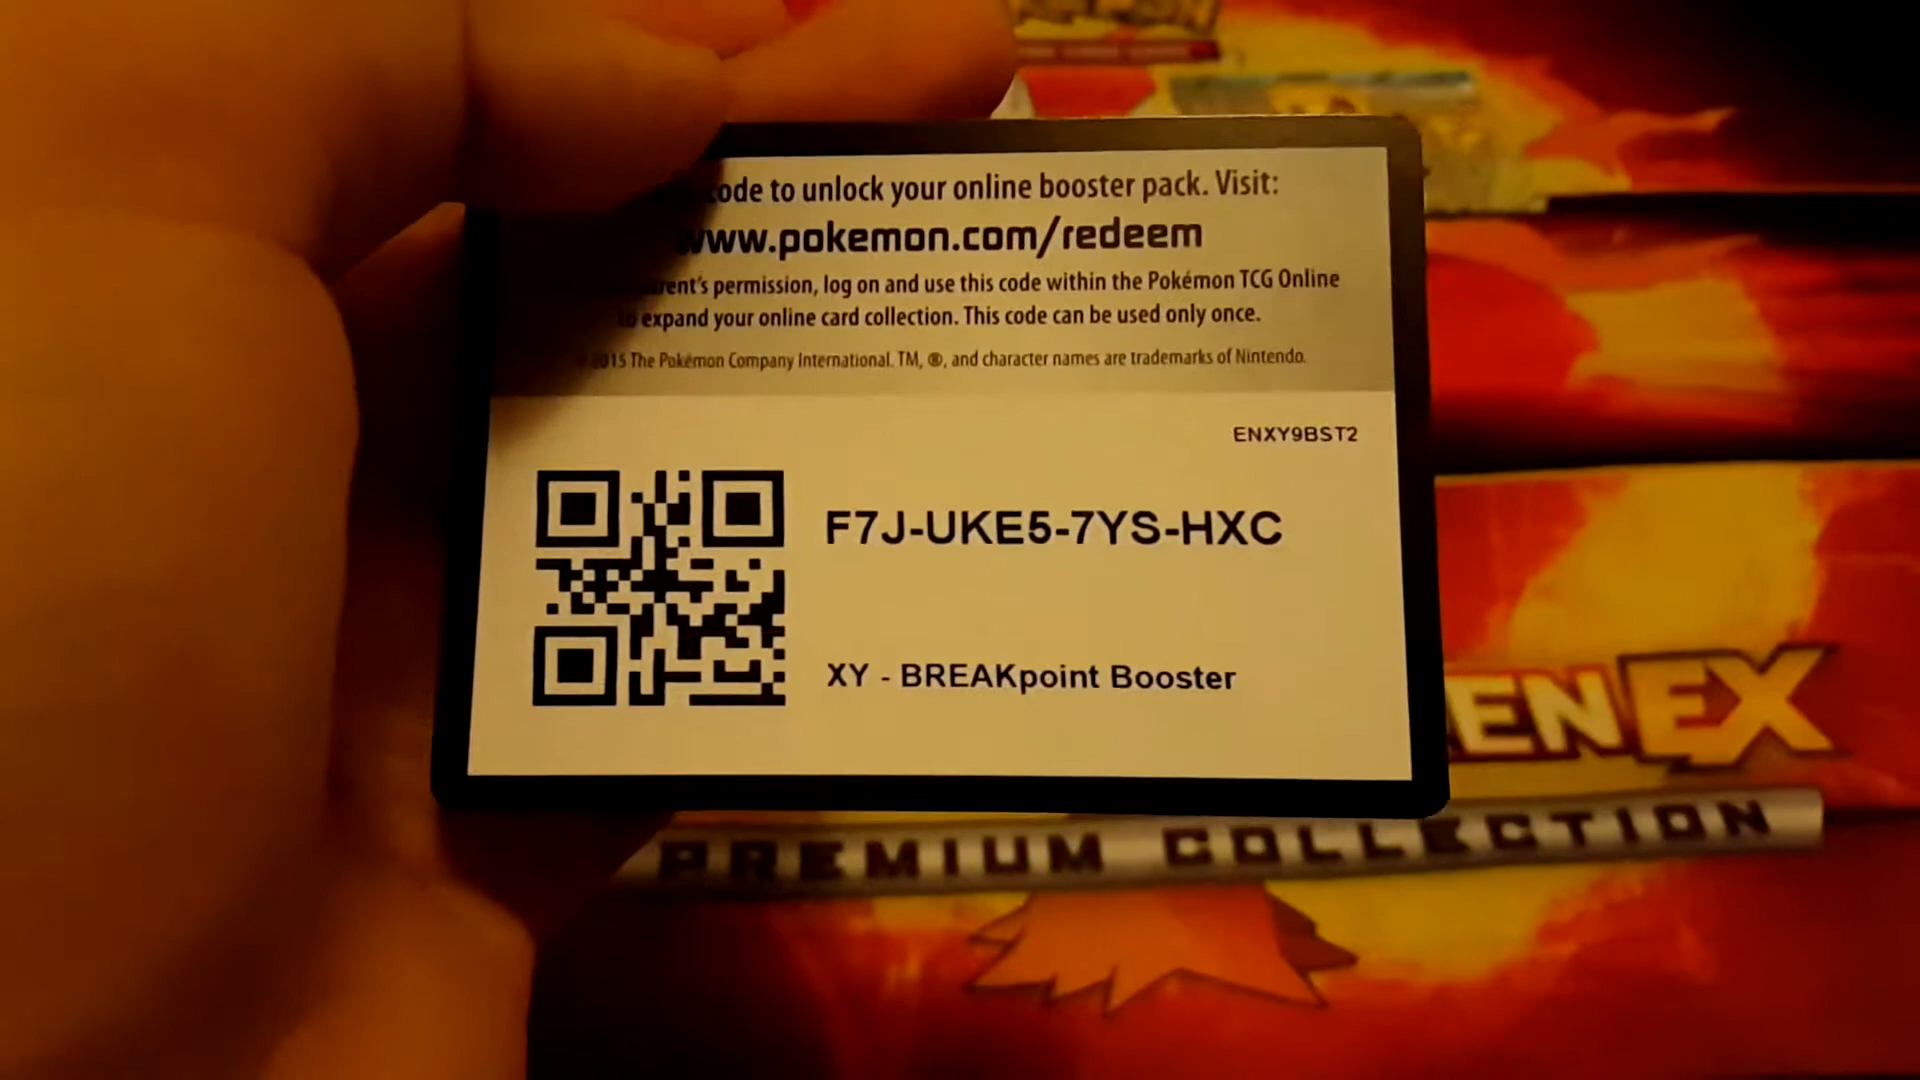 code to unlock your online booster pack. Visit:
www.pokemon.com/redeem
permission, log on and use this code within the Pokémon TCG Online
to expand your online card collection. This code can be used only once.
2015 The Pokémon Company International. TM, ®, and character names are trademarks of Nintendo.
ENXY9BST2
F7J-UKE5-7YS-HXC
XY - BREAKpoint Booster
EX
PREMIUM COLLECTION